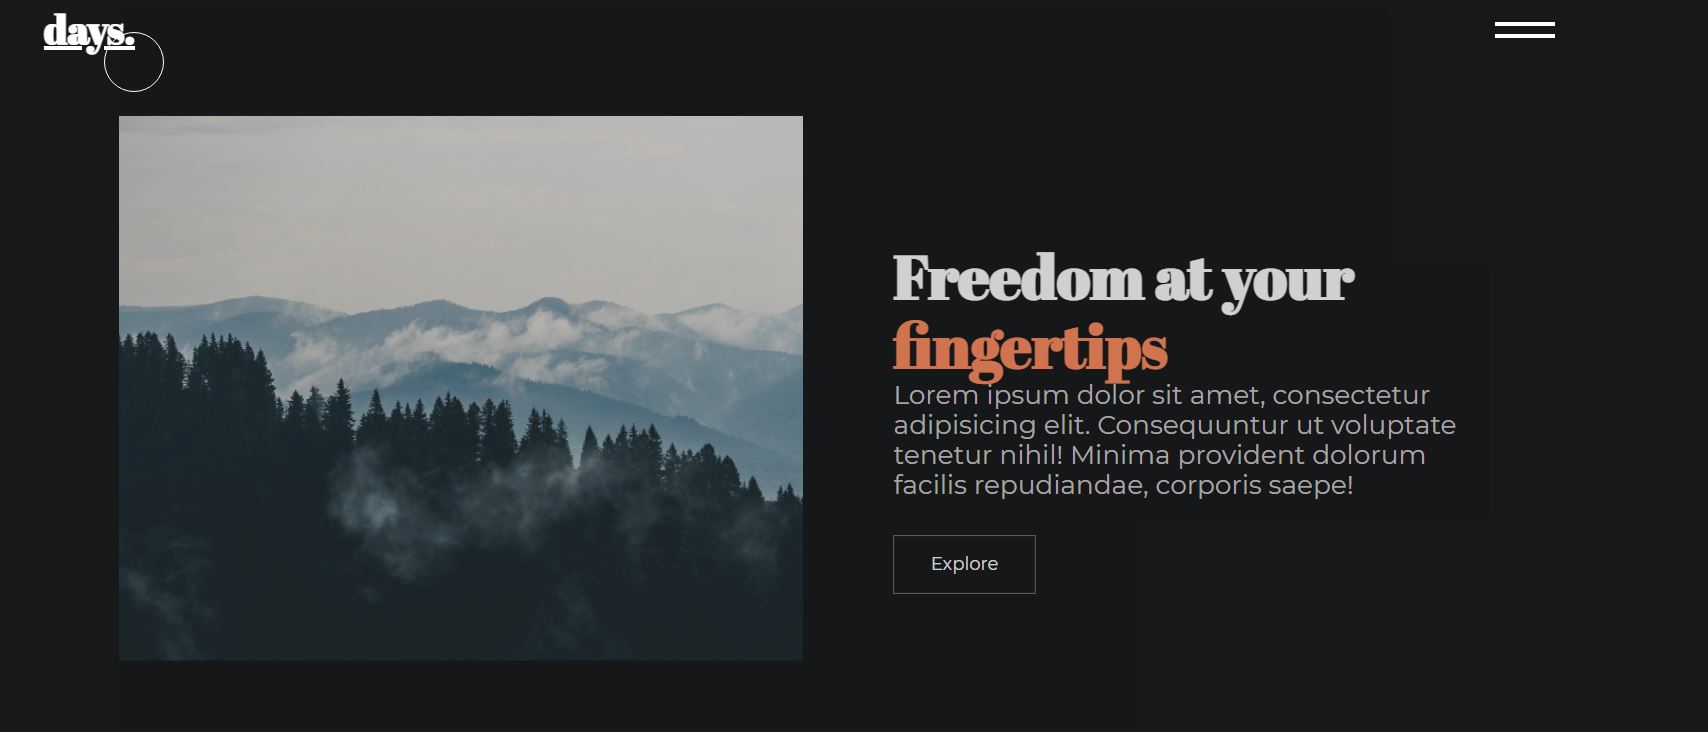 days.
Freedom at your
fingertips
Lorem ipsum dolor sit amet, consectetur
adipisicing elit. Consequuntur ut voluptate
tenetur nihil! Minima provident dolorum
facilis repudiandae, corporis saepe!
Explore